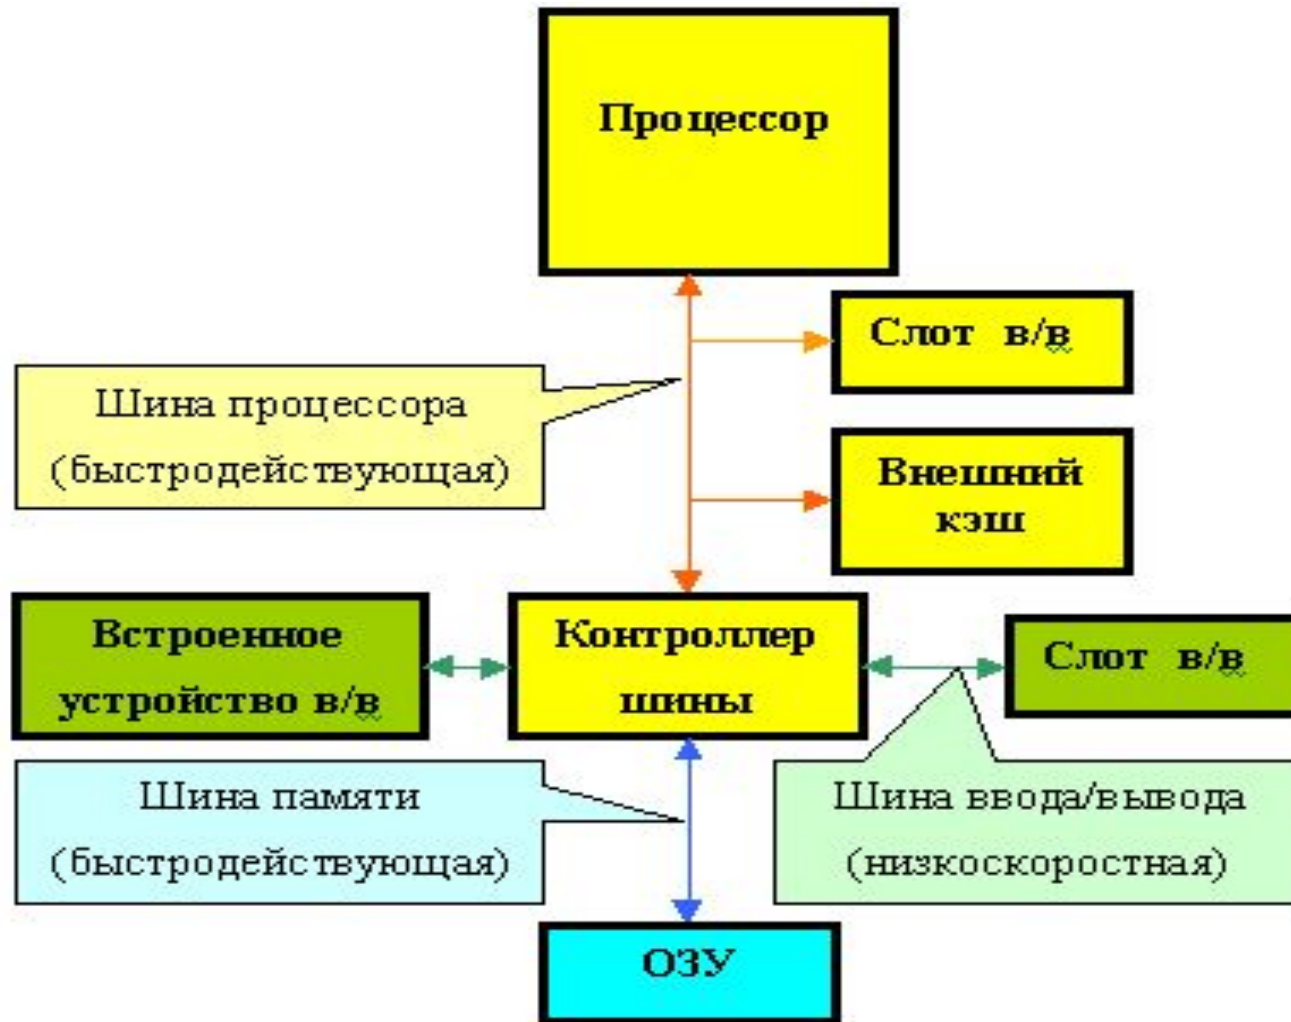 Процессор
Слот в/в
Шина процессора
(быстродействующая)
Внешний
кэш
Встроенное
устройство в/в
Контроллер
шины
Слот в/в
Шина памяти
(быстродействующая)
Шина ввода/вывода
(низкоскоростная)
ОЗУ